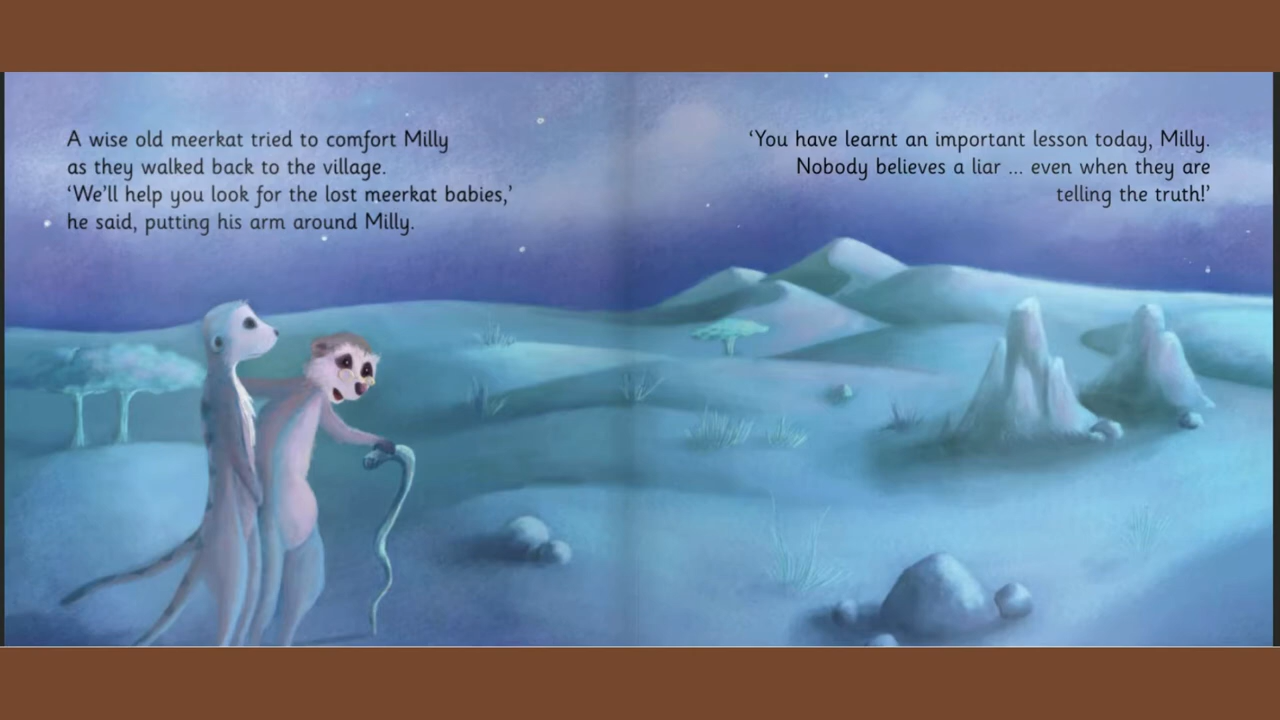 A wise old meerkat tried to comfort Milly
as they walked back to the village.
‘We’ll help you look for the lost meerkat babies,’
he said, putting his arm around Milly.
‘You have learnt an important lesson today, Milly.
Nobody believes a liar ... even when they are
telling the truth!’